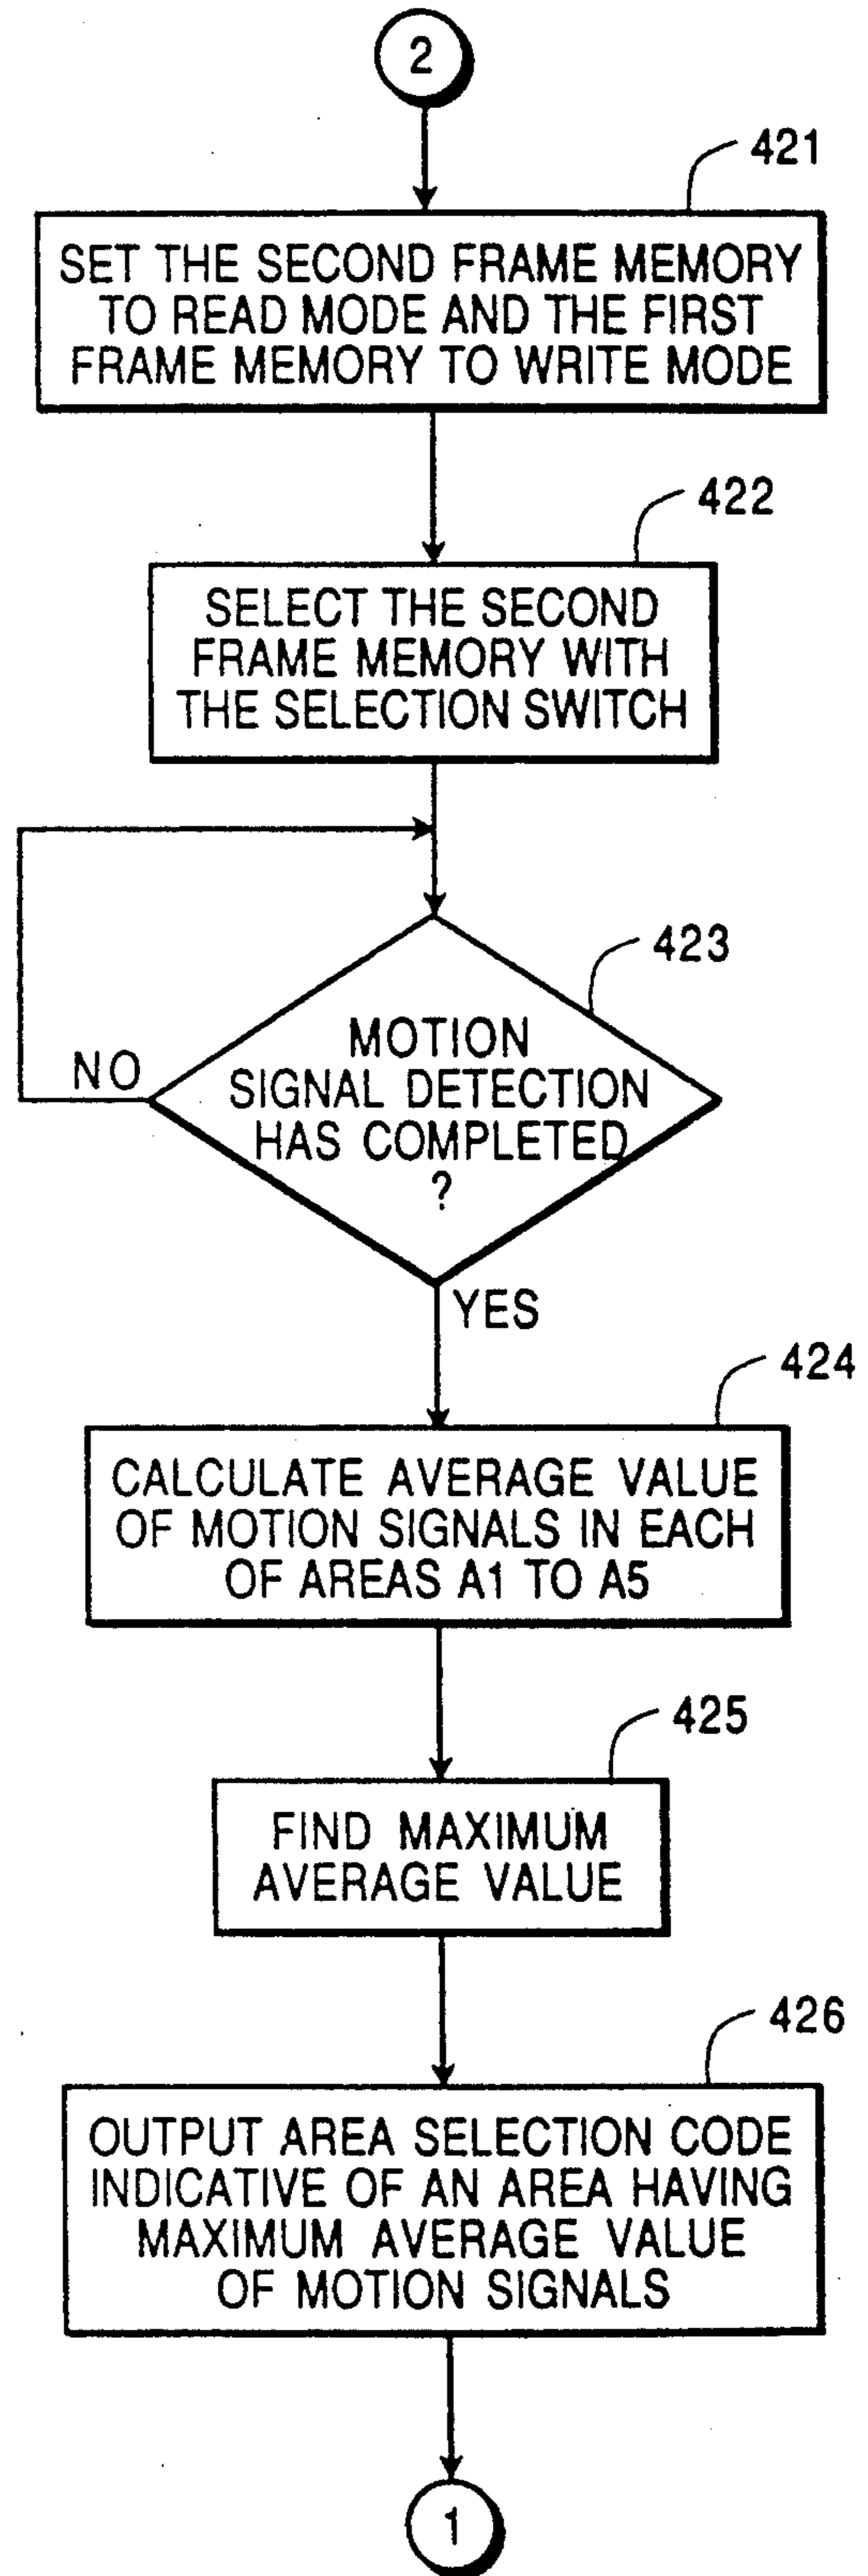 2
421
SET THE SECOND FRAME MEMORY
TO READ MODE AND THE FIRST
FRAME MEMORY TO WRITE MODE
422
SELECT THE SECOND
FRAME MEMORY WITH
THE SELECTION SWITCH
423
MOTION
SIGNAL DETECTION
HAS COMPLETED
?
NO
YES
424
CALCULATE AVERAGE VALUE
OF MOTION SIGNALS IN EACH
OF AREAS A1 TO A5
425
FIND MAXIMUM
AVERAGE VALUE
426
OUTPUT AREA SELECTION CODE
INDICATIVE OF AN AREA HAVING
MAXIMUM AVERAGE VALUE
OF MOTION SIGNALS
1